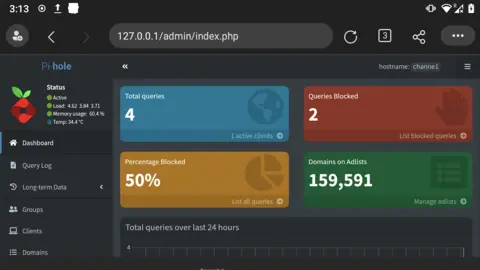 3:13
127.0.0.1/admin/index.php
3
Pi-hole
hostname: channel
Status
Active
Load: 4.62 3.84 3.71
Memory usage: 60.4 %
Temp: 34.4 °C
Total queries
4
1 active clients
Queries Blocked
2
List blocked queries
Dashboard
Query Log
Long-term Data
Groups
Clients
Domains
Percentage Blocked
50%
List all queries
Domains on Adlists
159,591
Manage adlists
Total queries over last 24 hours
4